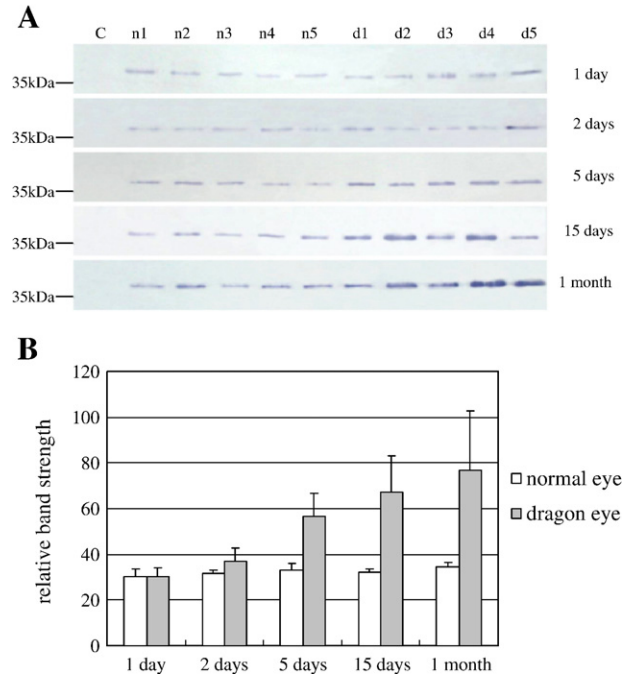 A
C n1 n2 n3 n4 n5 d1 d2 d3 d4 d5
35kDa 1 day
35kDa 2 days
35kDa 5 days
35kDa 15 days
35kDa 1 month
B
120
100
80
60
40
20
0
relative band strength
normal eye
dragon eye
1 day 2 days 5 days 15 days 1 month